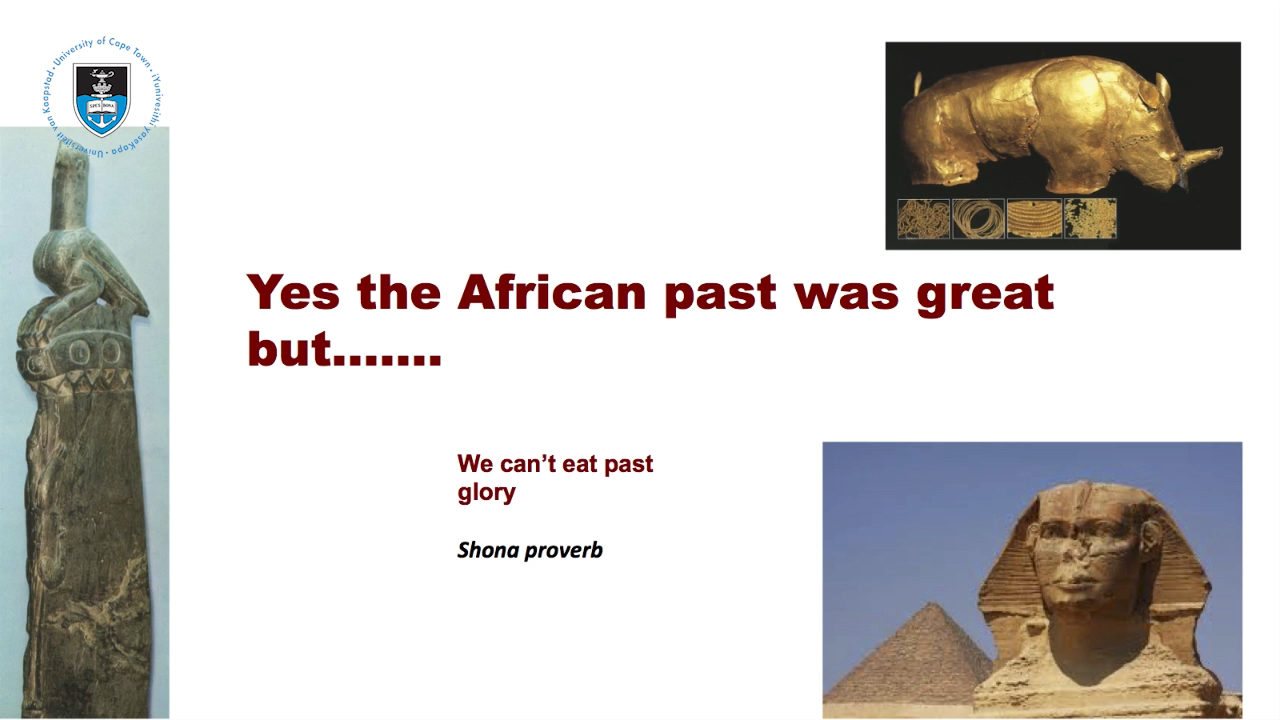 University of Cape Town · iYunivesithi yaseKapa · Universiteit van Kaapstad ·
SPES BONA
Yes the African past was great
but.......
We can’t eat past
glory
Shona proverb